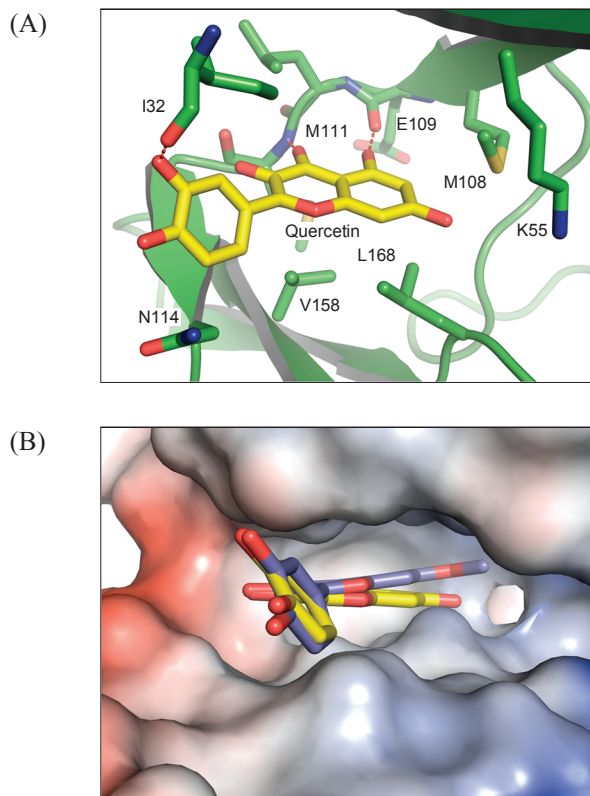 (A)
I32
M111
E109
M108
Quercetin
K55
L168
V158
N114
(B)